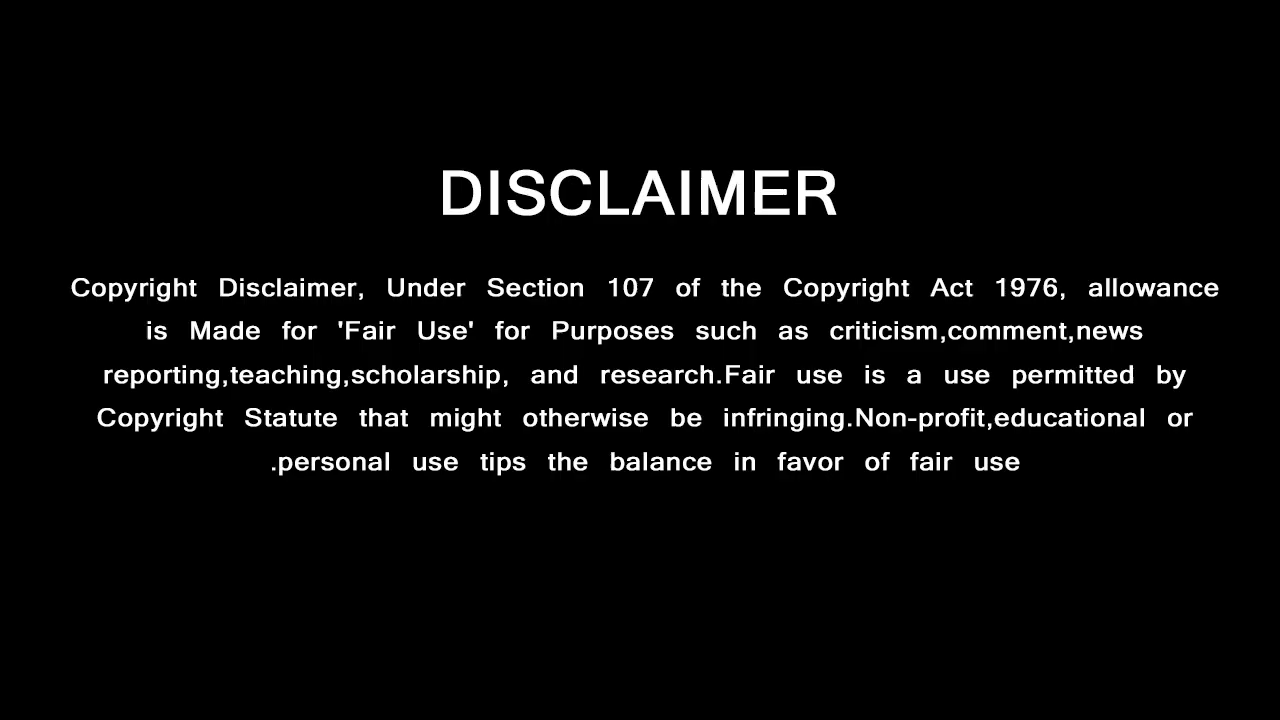 DISCLAIMER
Copyright Disclaimer, Under Section 107 of the Copyright Act 1976, allowance
is Made for 'Fair Use' for Purposes such as criticism,comment,news
reporting,teaching,scholarship, and research.Fair use is a use permitted by
Copyright Statute that might otherwise be infringing.Non-profit,educational or
.personal use tips the balance in favor of fair use